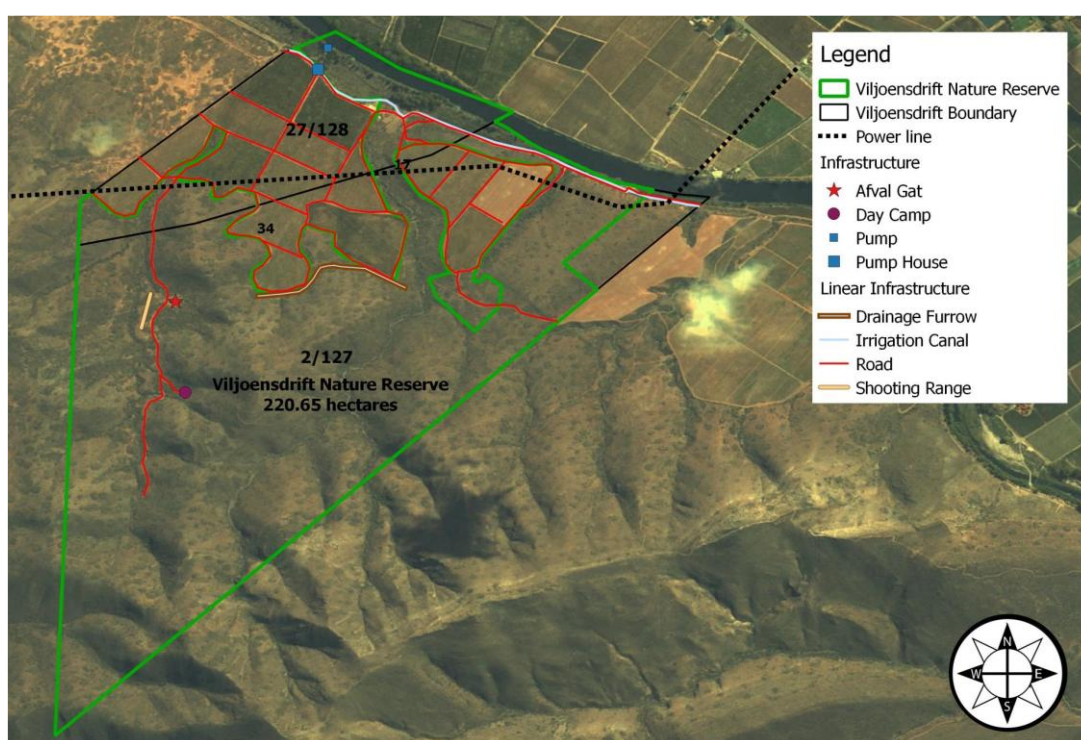 Legend
Viljoensdrift Nature Reserve
Viljoensdrift Boundary
Power line
Infrastructure
Afval Gat
Day Camp
Pump
Pump House
Linear Infrastructure
Drainage Furrow
Irrigation Canal
Road
Shooting Range
27/128
17
34
2/127
Viljoensdrift Nature Reserve
220.65 hectares
N
W E
S